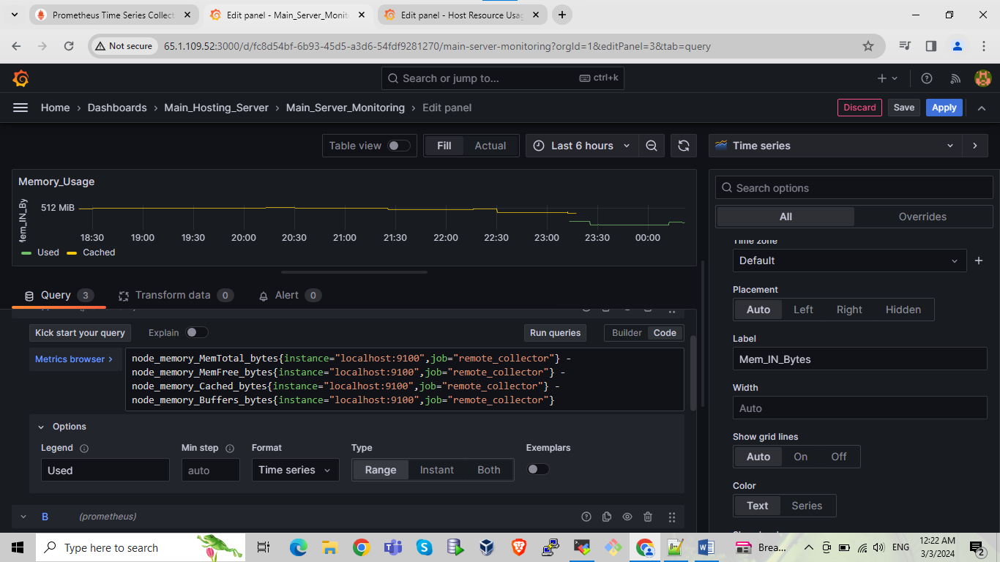 Prometheus Time Series Collect
Edit panel - Main_Server_Monito
Edit panel - Host Resource Usag
Not secure
65.1.109.52:3000/d/fc8d54bf-6b93-45d5-a3d6-54fdf9281270/main-server-monitoring?orgId=1&editPanel=3&tab=query
Search or jump to...
ctrl+k
Home › Dashboards › Main_Hosting_Server › Main_Server_Monitoring › Edit panel
Discard
Save
Apply
Table view
Fill
Actual
Last 6 hours
Time series
Memory_Usage
512 MiB
18:30 19:00 19:30 20:00 20:30 21:00 21:30 22:00 22:30 23:00 23:30 00:00
Used
Cached
Search options
All
Overrides
Time zone
Default
Placement
Auto Left Right Hidden
Label
Mem_IN_Bytes
Width
Auto
Show grid lines
Auto On Off
Color
Text Series
Query 3
Transform data 0
Alert 0
Kick start your query
Explain
Run queries
Builder
Code
Metrics browser >
node_memory_MemTotal_bytes{instance="localhost:9100",job="remote_collector"} -
node_memory_MemFree_bytes{instance="localhost:9100",job="remote_collector"} -
node_memory_Cached_bytes{instance="localhost:9100",job="remote_collector"} -
node_memory_Buffers_bytes{instance="localhost:9100",job="remote_collector"}
Options
Legend
Used
Min step
auto
Format
Time series
Type
Range Instant Both
Exemplars
B
(prometheus)
Type here to search
Brea...
ENG
12:22 AM
3/3/2024
2